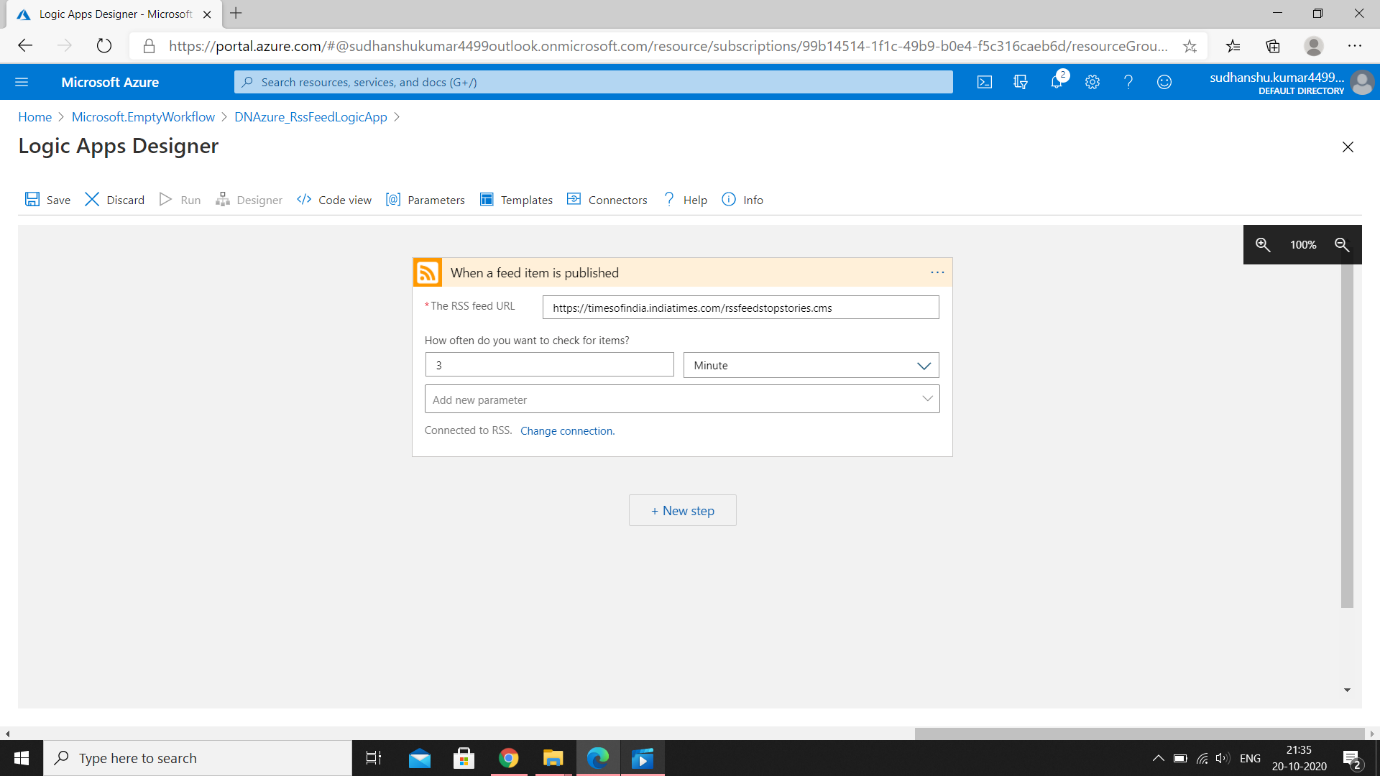 Logic Apps Designer - Microsoft
https://portal.azure.com/#@sudhanshukumar4499outlook.onmicrosoft.com/resource/subscriptions/99b14514-1f1c-49b9-b0e4-f5c316caeb6d/resourceGrou...
Microsoft Azure
Search resources, services, and docs (G+/)
2
sudhanshu.kumar4499...
DEFAULT DIRECTORY
Home > Microsoft.EmptyWorkflow > DNAzure_RssFeedLogicApp >
Logic Apps Designer
Save Discard Run Designer Code view Parameters Templates Connectors Help Info
100%
When a feed item is published
* The RSS feed URL https://timesofindia.indiatimes.com/rssfeedstopstories.cms
How often do you want to check for items?
3 Minute
Add new parameter
Connected to RSS. Change connection.
+ New step
Type here to search
ENG
21:35
20-10-2020
2